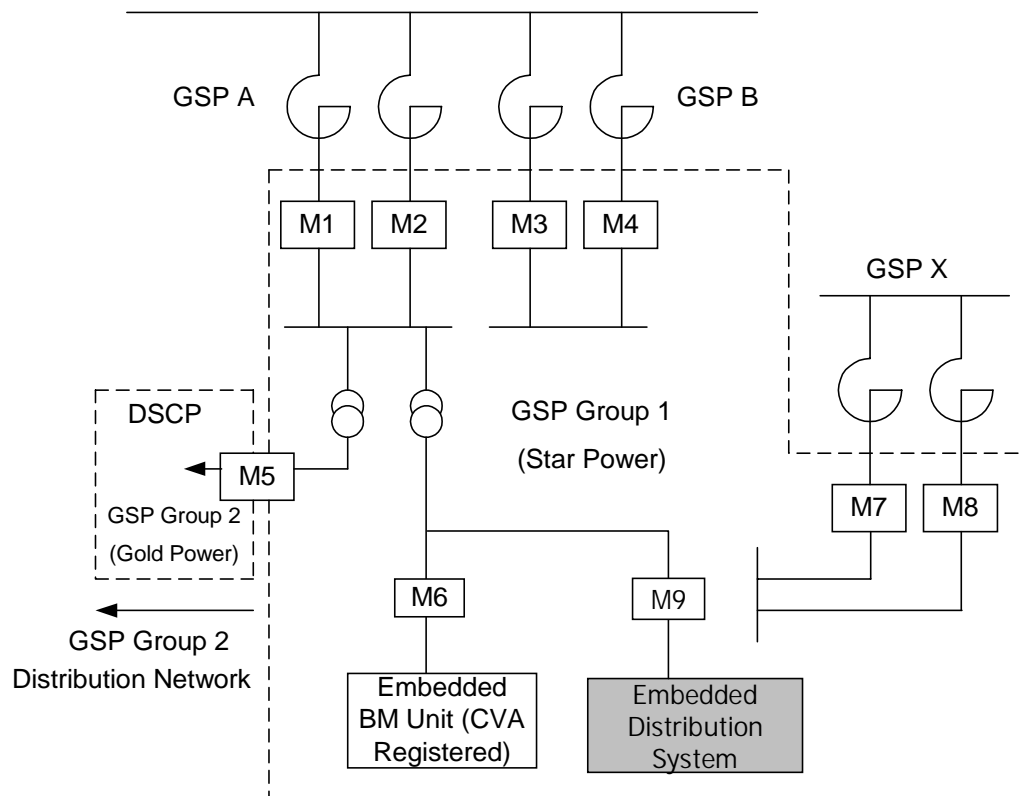 GSP A
GSP B
M1
M2
M3
M4
GSP X
DSCP
GSP Group 1
(Star Power)
M5
GSP Group 2
(Gold Power)
M7
M8
M6
M9
GSP Group 2
Distribution Network
Embedded
BM Unit (CVA
Registered)
Embedded
Distribution
System